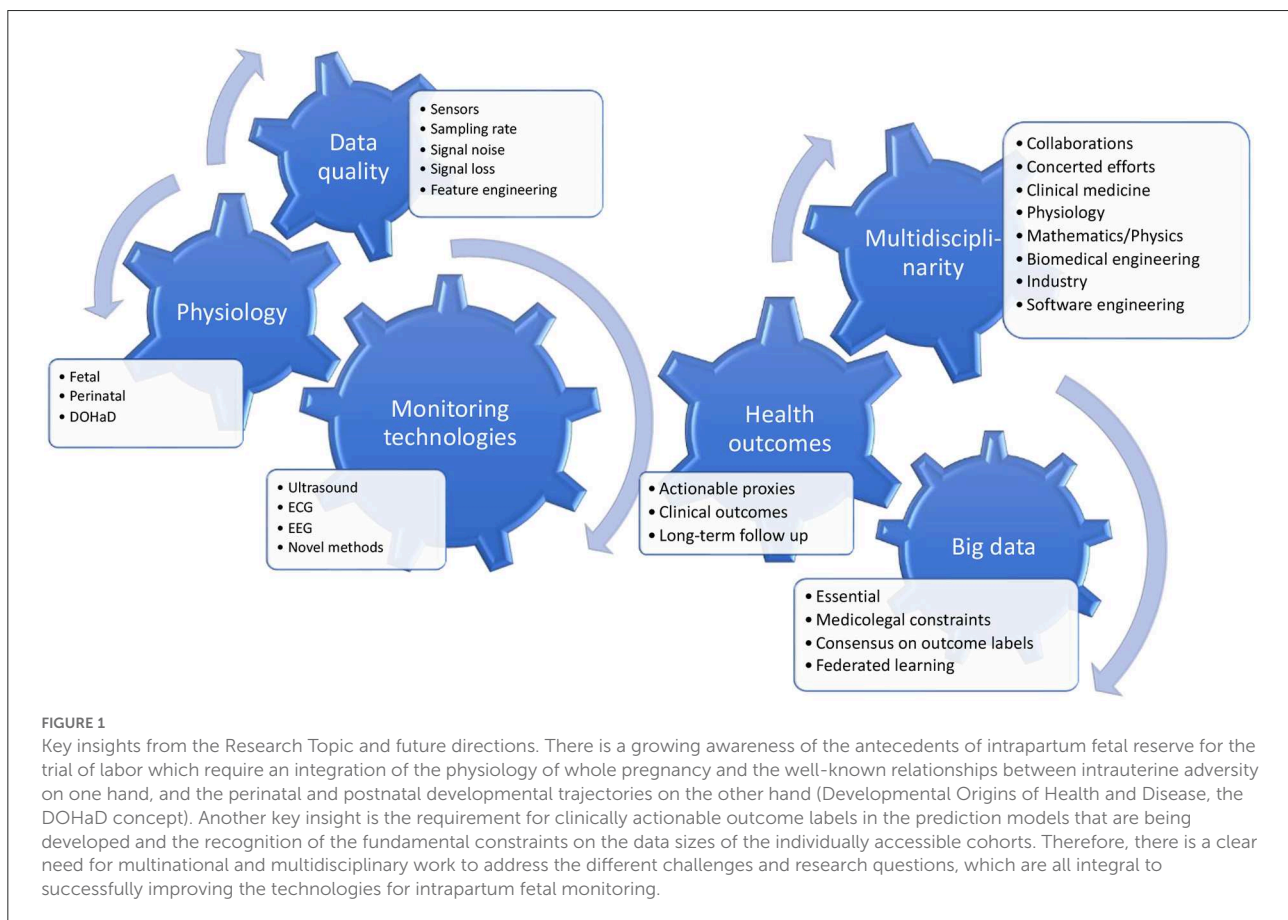 Data
quality
• Sensors
• Sampling rate
• Signal noise
• Signal loss
• Feature engineering
Physiology
• Fetal
• Perinatal
• DOHaD
Monitoring
technologies
• Ultrasound
• ECG
• EEG
• Novel methods
Multidiscipli-
narity
• Collaborations
• Concerted efforts
• Clinical medicine
• Physiology
• Mathematics/Physics
• Biomedical engineering
• Industry
• Software engineering
Health
outcomes
• Actionable proxies
• Clinical outcomes
• Long-term follow up
Big data
• Essential
• Medicolegal constraints
• Consensus on outcome labels
• Federated learning
FIGURE 1
Key insights from the Research Topic and future directions. There is a growing awareness of the antecedents of intrapartum fetal reserve for the
trial of labor which require an integration of the physiology of whole pregnancy and the well-known relationships between intrauterine adversity
on one hand, and the perinatal and postnatal developmental trajectories on the other hand (Developmental Origins of Health and Disease, the
DOHaD concept). Another key insight is the requirement for clinically actionable outcome labels in the prediction models that are being
developed and the recognition of the fundamental constraints on the data sizes of the individually accessible cohorts. Therefore, there is a clear
need for multinational and multidisciplinary work to address the different challenges and research questions, which are all integral to
successfully improving the technologies for intrapartum fetal monitoring.